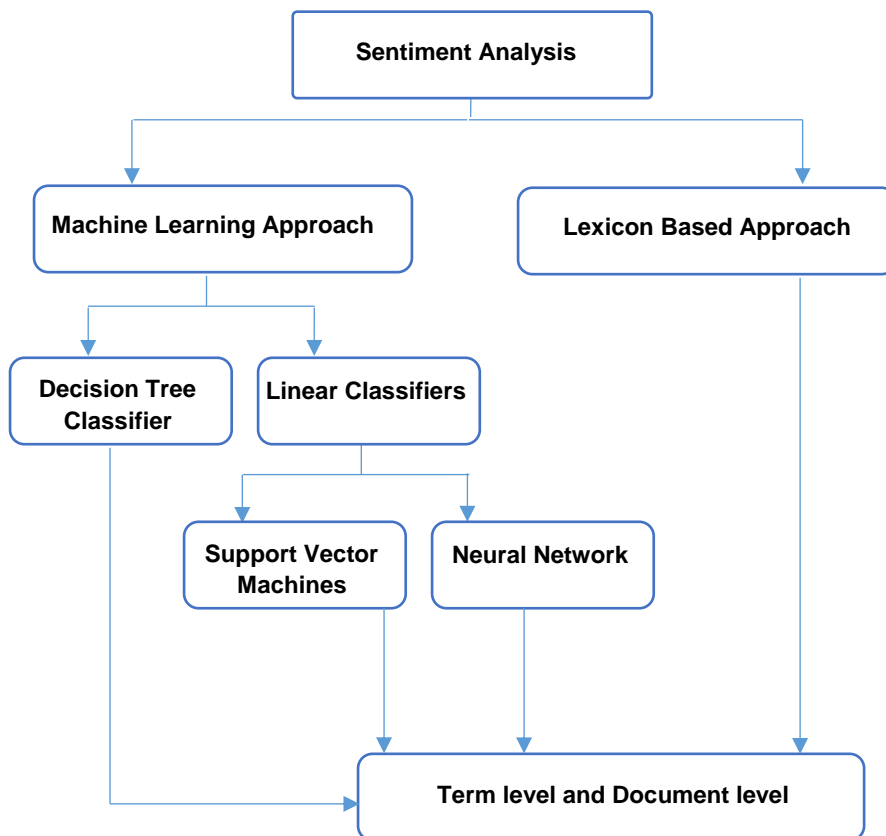 Sentiment Analysis
Machine Learning Approach
Lexicon Based Approach
Decision Tree
Classifier
Linear Classifiers
Support Vector
Machines
Neural Network
Term level and Document level